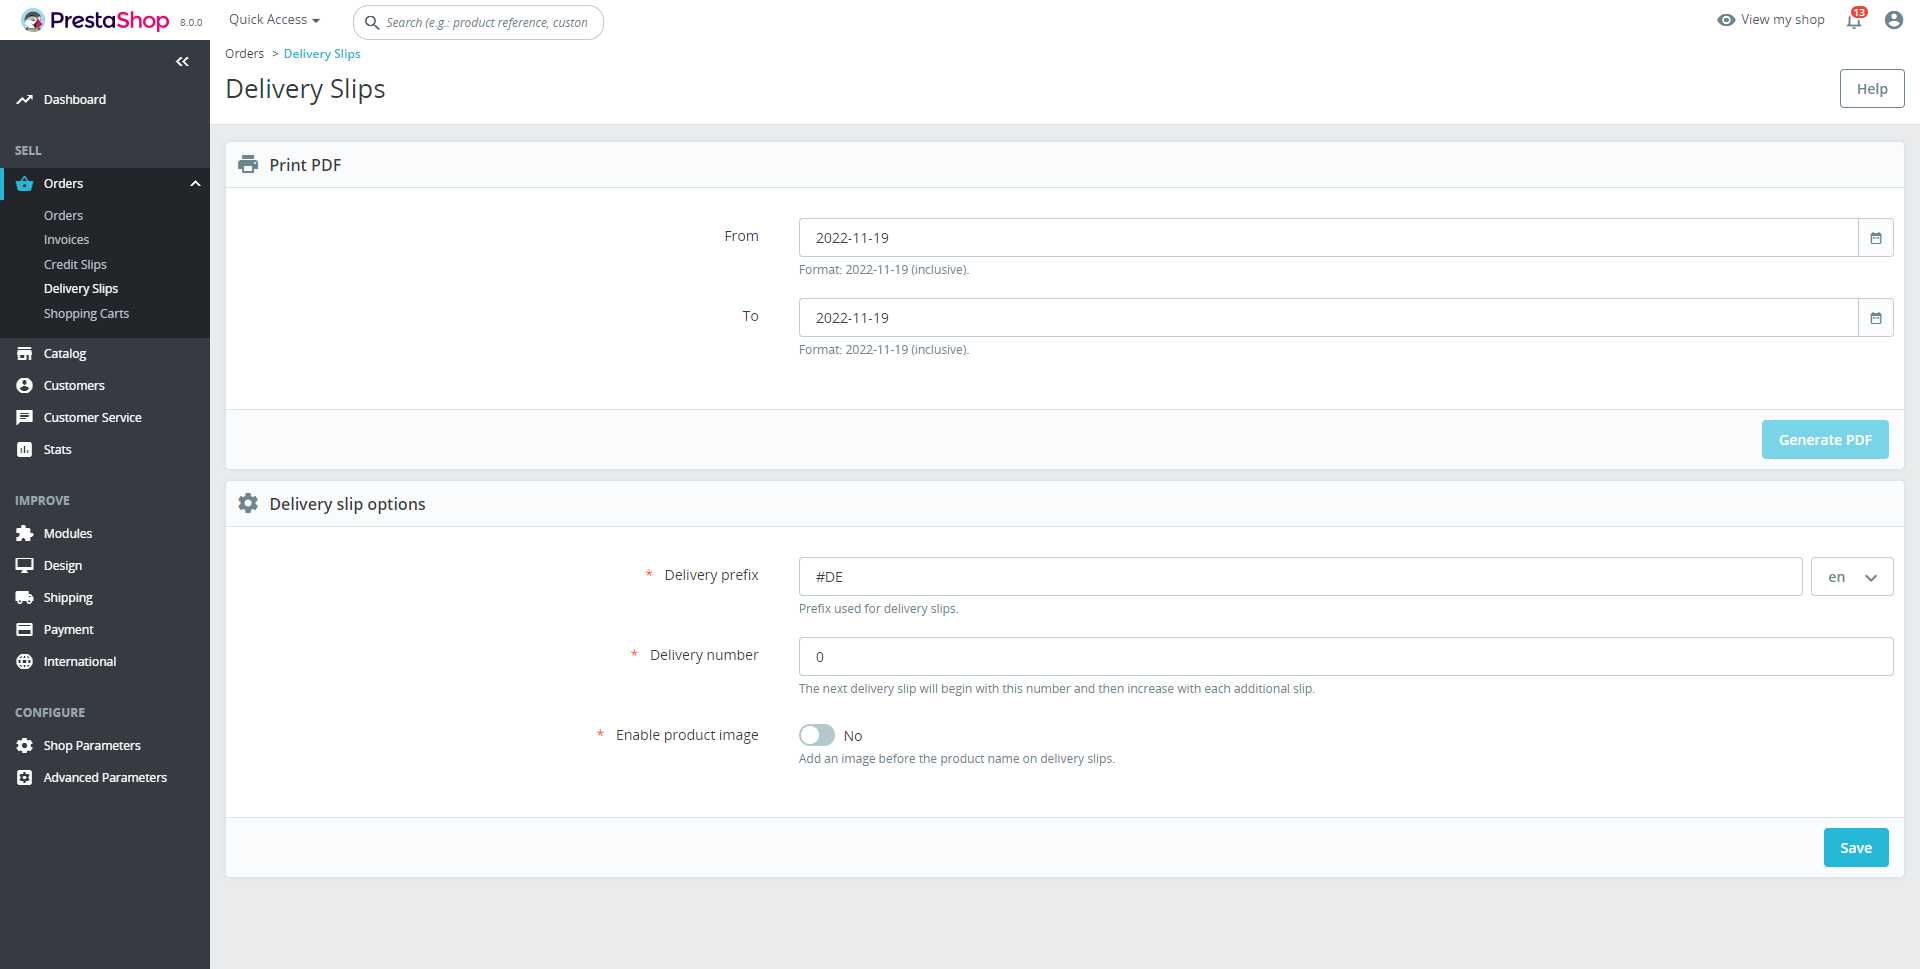 PrestaShop 8.0.0
Quick Access
Search (e.g.: product reference, custon
View my shop
13
Orders > Delivery Slips
Delivery Slips
Help
Dashboard
SELL
Orders
Orders
Invoices
Credit Slips
Delivery Slips
Shopping Carts
Catalog
Customers
Customer Service
Stats
IMPROVE
Modules
Design
Shipping
Payment
International
CONFIGURE
Shop Parameters
Advanced Parameters
Print PDF
From
2022-11-19
Format: 2022-11-19 (inclusive).
To
2022-11-19
Format: 2022-11-19 (inclusive).
Generate PDF
Delivery slip options
* Delivery prefix
#DE
en
Prefix used for delivery slips.
* Delivery number
0
The next delivery slip will begin with this number and then increase with each additional slip.
* Enable product image
No
Add an image before the product name on delivery slips.
Save